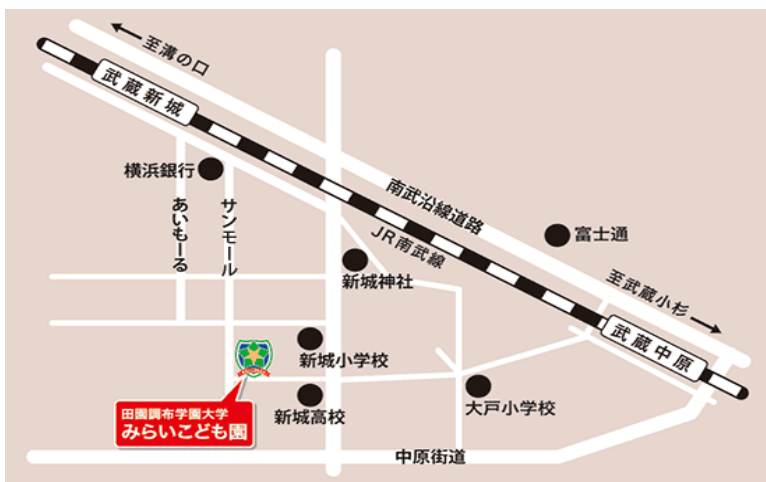 至溝の口
武蔵新城
横浜銀行
あいもーる
サンモール
南武沿線道路
JR南武線
富士通
新城神社
至武蔵小杉
武蔵中原
新城小学校
新城高校
大戸小学校
田園調布学園大学
みらいこども園
中原街道